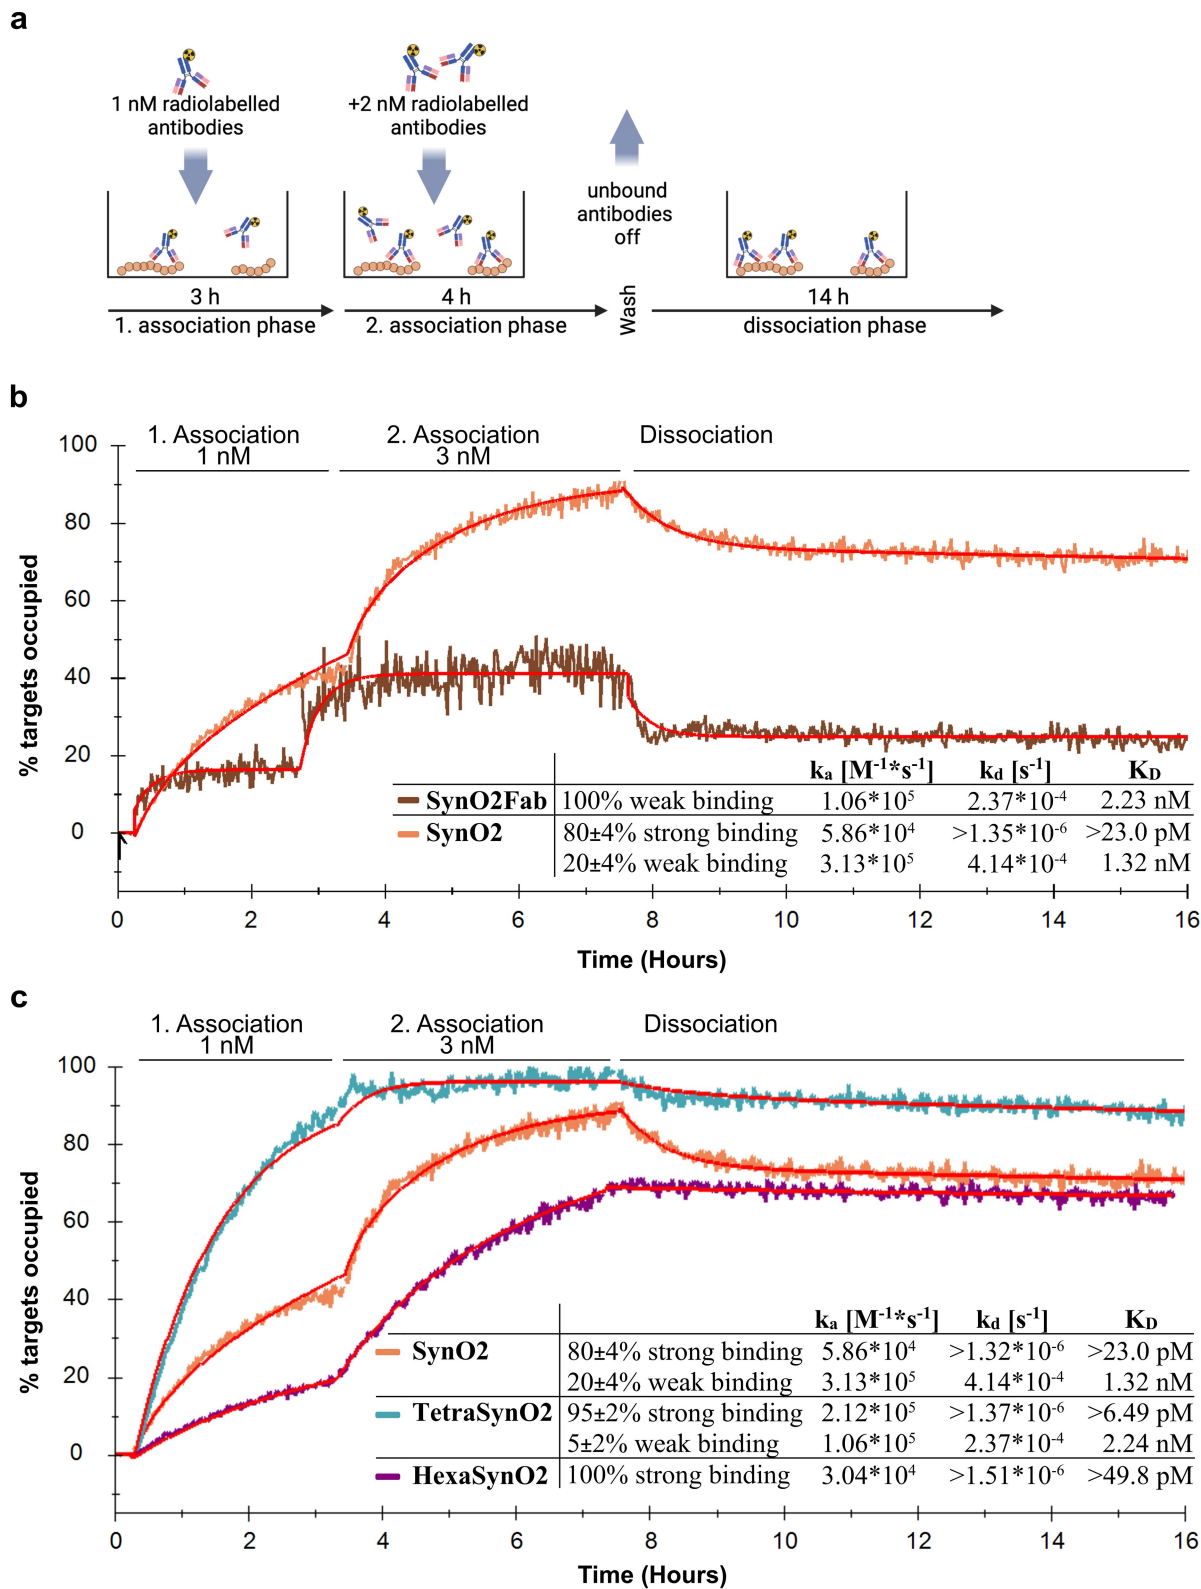 a
1 nM radiolabelled
antibodies
+2 nM radiolabelled
antibodies
unbound
antibodies
off
3 h
1. association phase
4 h
2. association phase
Wash
14 h
dissociation phase
b
1. Association
1 nM
2. Association
3 nM
Dissociation
% targets occupied
100
80
60
40
20
0
kₐ [M⁻¹*s⁻¹] k_d [s⁻¹] K_D
SynO2Fab 100% weak binding 1.06*10⁵ 2.37*10⁻⁴ 2.23 nM
SynO2 80±4% strong binding 5.86*10⁴ >1.35*10⁻⁶ >23.0 pM
20±4% weak binding 3.13*10⁵ 4.14*10⁻⁴ 1.32 nM
0 2 4 6 8 10 12 14 16
Time (Hours)
c
1. Association
1 nM
2. Association
3 nM
Dissociation
% targets occupied
100
80
60
40
20
0
kₐ [M⁻¹*s⁻¹] k_d [s⁻¹] K_D
SynO2 80±4% strong binding 5.86*10⁴ >1.32*10⁻⁶ >23.0 pM
20±4% weak binding 3.13*10⁵ 4.14*10⁻⁴ 1.32 nM
TetraSynO2 95±2% strong binding 2.12*10⁵ >1.37*10⁻⁶ >6.49 pM
5±2% weak binding 1.06*10⁵ 2.37*10⁻⁴ 2.24 nM
HexaSynO2 100% strong binding 3.04*10⁴ >1.51*10⁻⁶ >49.8 pM
0 2 4 6 8 10 12 14 16
Time (Hours)